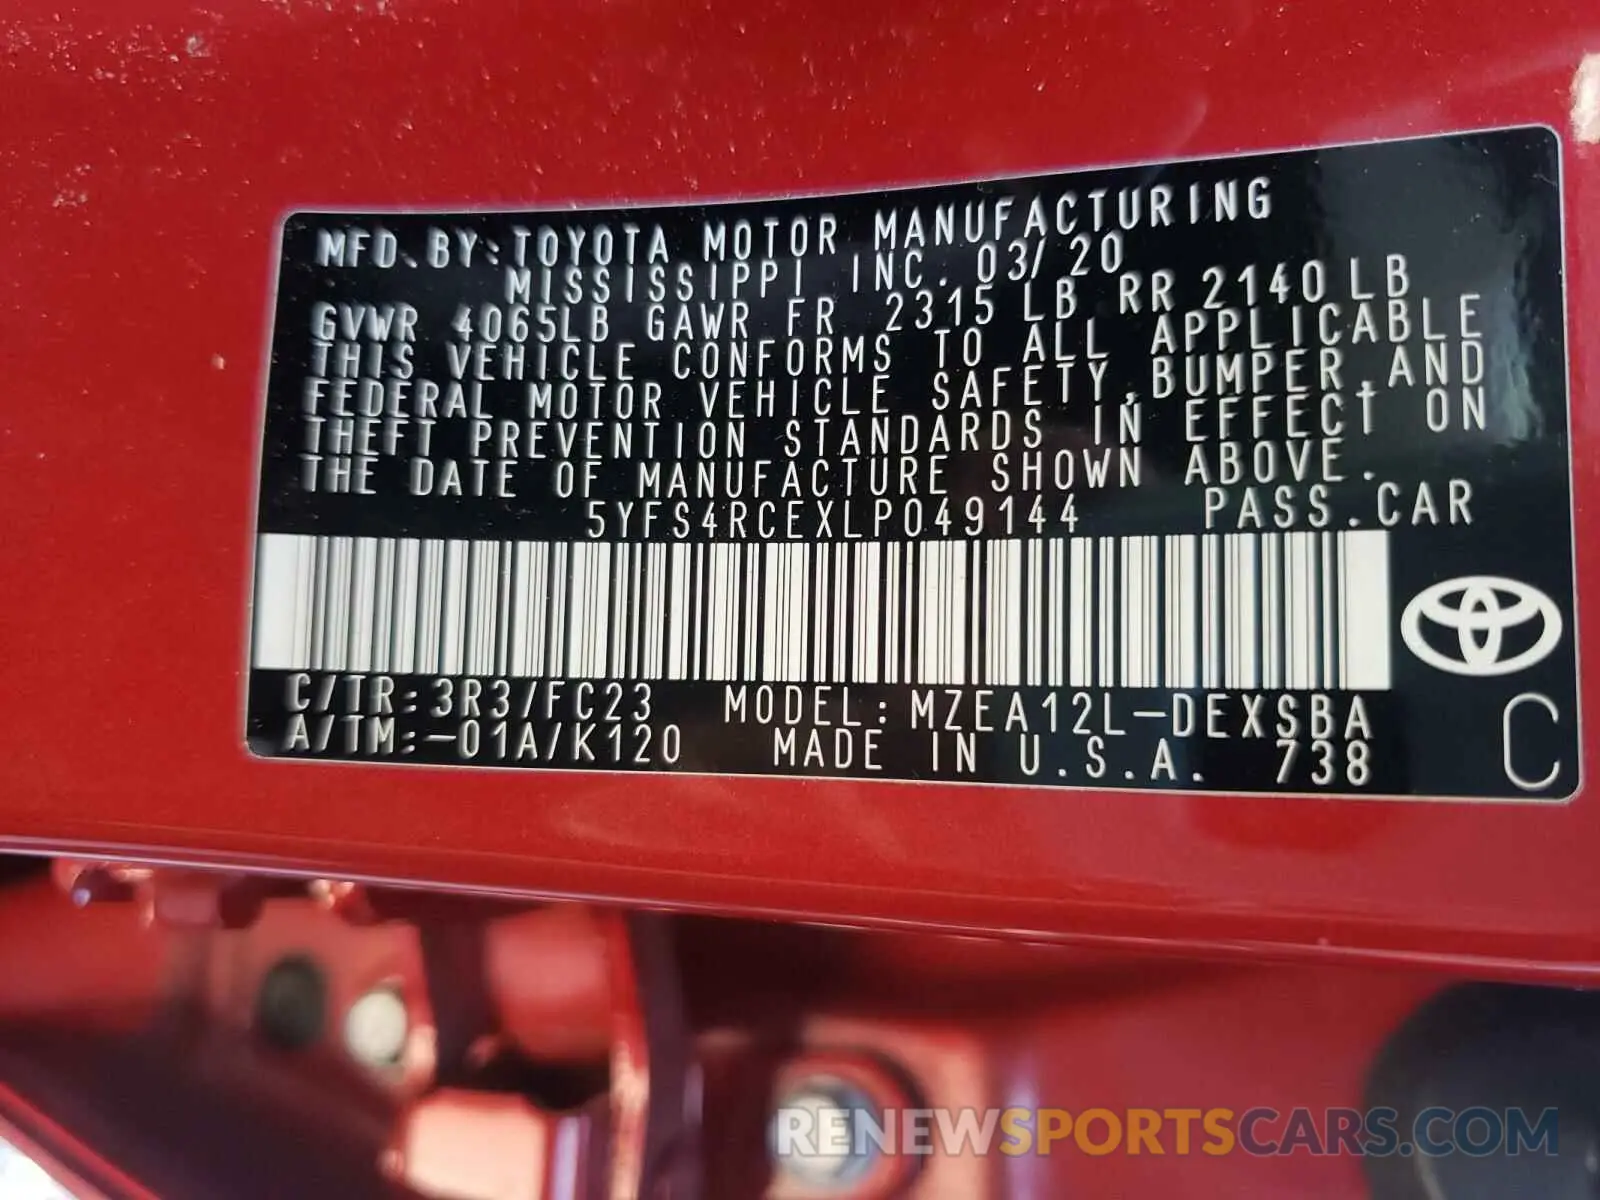 MFD. BY: TOYOTA MOTOR MANUFACTURING
MISSISSIPPI INC. 03/20
GVWR 4065LB GAWR FR 2315 LB RR 2140 LB
THIS VEHICLE CONFORMS TO ALL APPLICABLE
FEDERAL MOTOR VEHICLE SAFETY, BUMPER, AND
THEFT PREVENTION STANDARDS IN EFFECT ON
THE DATE OF MANUFACTURE SHOWN ABOVE.
5YFS4RCEXLP049144 PASS.CAR
C/TR: 3R3/FC23 MODEL: MZEA12L-DEXSBA
A/TM: -01A/K120 MADE IN U.S.A. 738
C
RENEWSPORTSCARS.COM